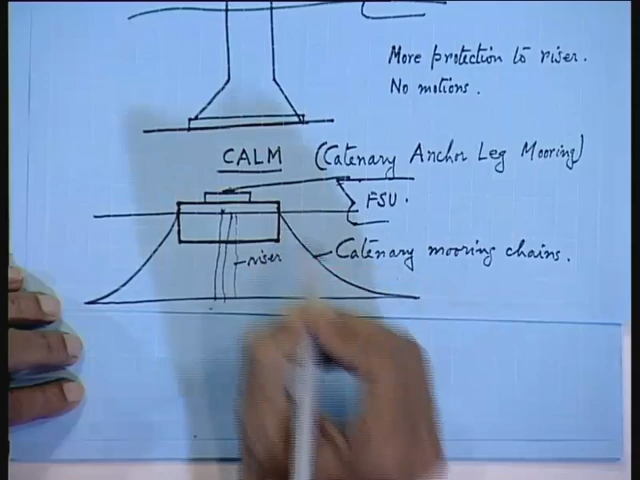 More protection to riser.
No motions.
CALM (Catenary Anchor Leg Mooring)
FSU.
riser
Catenary mooring chains.